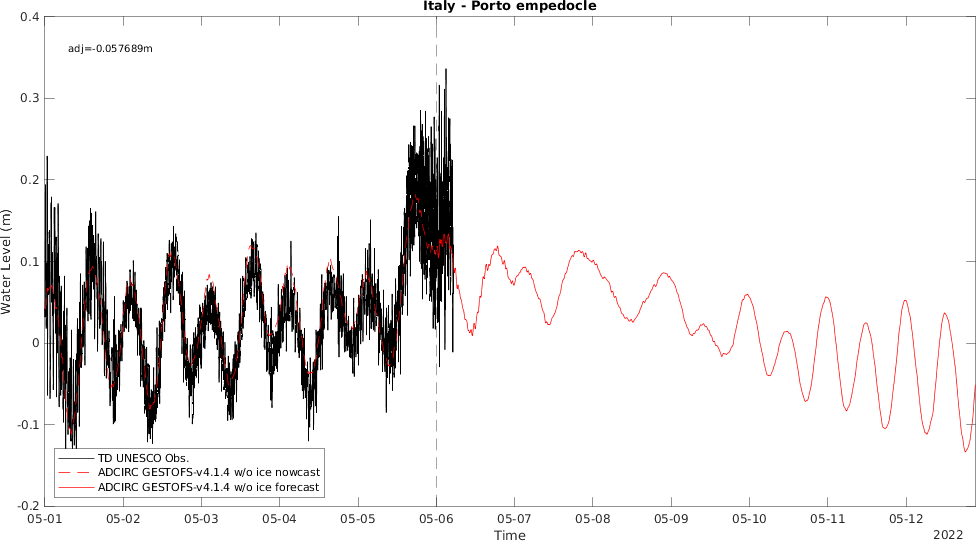 Italy - Porto empedocle
0.4
adj=-0.057689m
0.3
0.2
0.1
0
-0.1
-0.2
Water Level (m)
TD UNESCO Obs.
ADCIRC GESTOFS-v4.1.4 w/o ice nowcast
ADCIRC GESTOFS-v4.1.4 w/o ice forecast
05-01 05-02 05-03 05-04 05-05 05-06 05-07 05-08 05-09 05-10 05-11 05-12
Time
2022